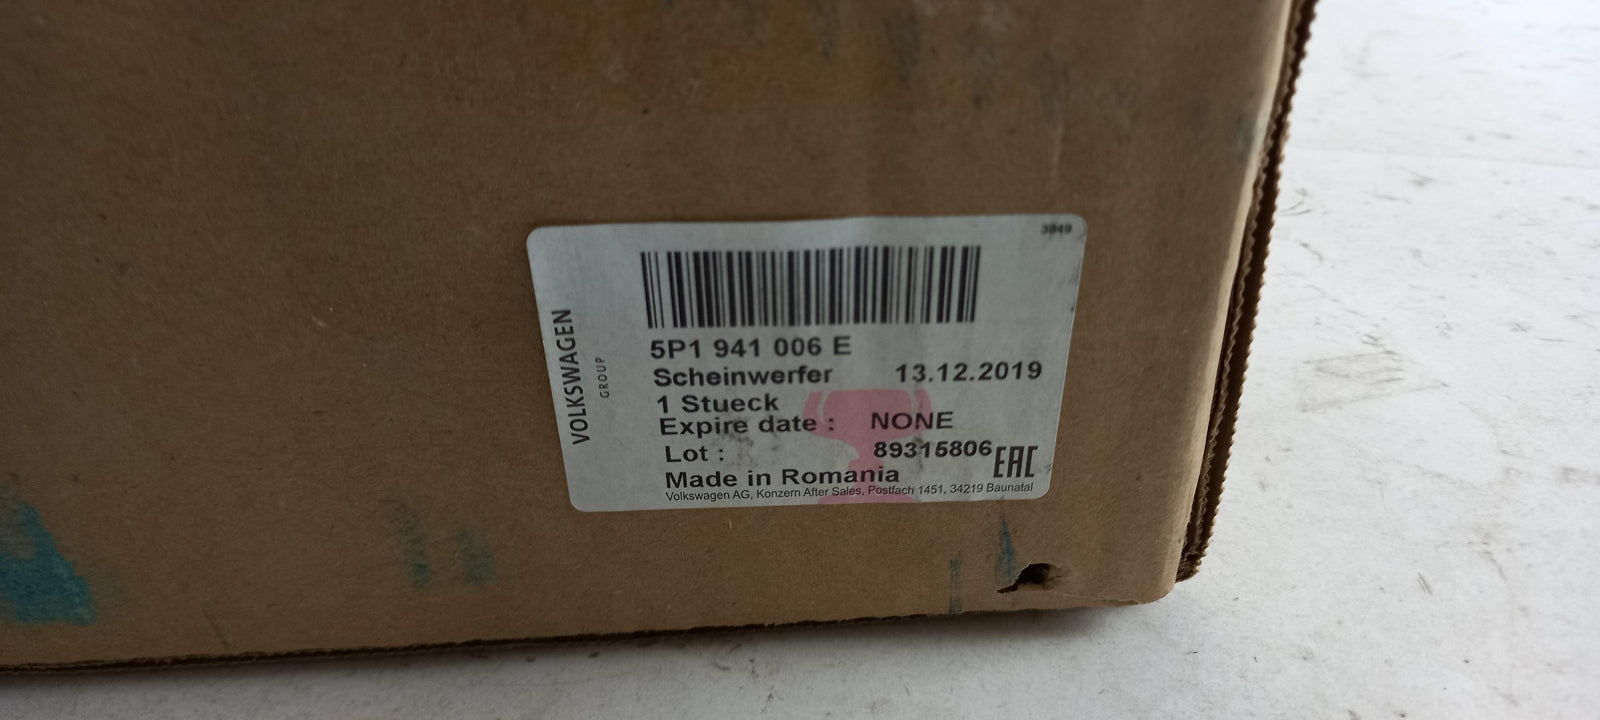 3849
VOLKSWAGEN
GROUP
5P1 941 006 E
Scheinwerfer 13.12.2019
1 Stueck
Expire date : NONE
Lot : 89315806
EAC
Made in Romania
Volkswagen AG, Konzern After Sales, Postfach 1451, 34219 Baunatal